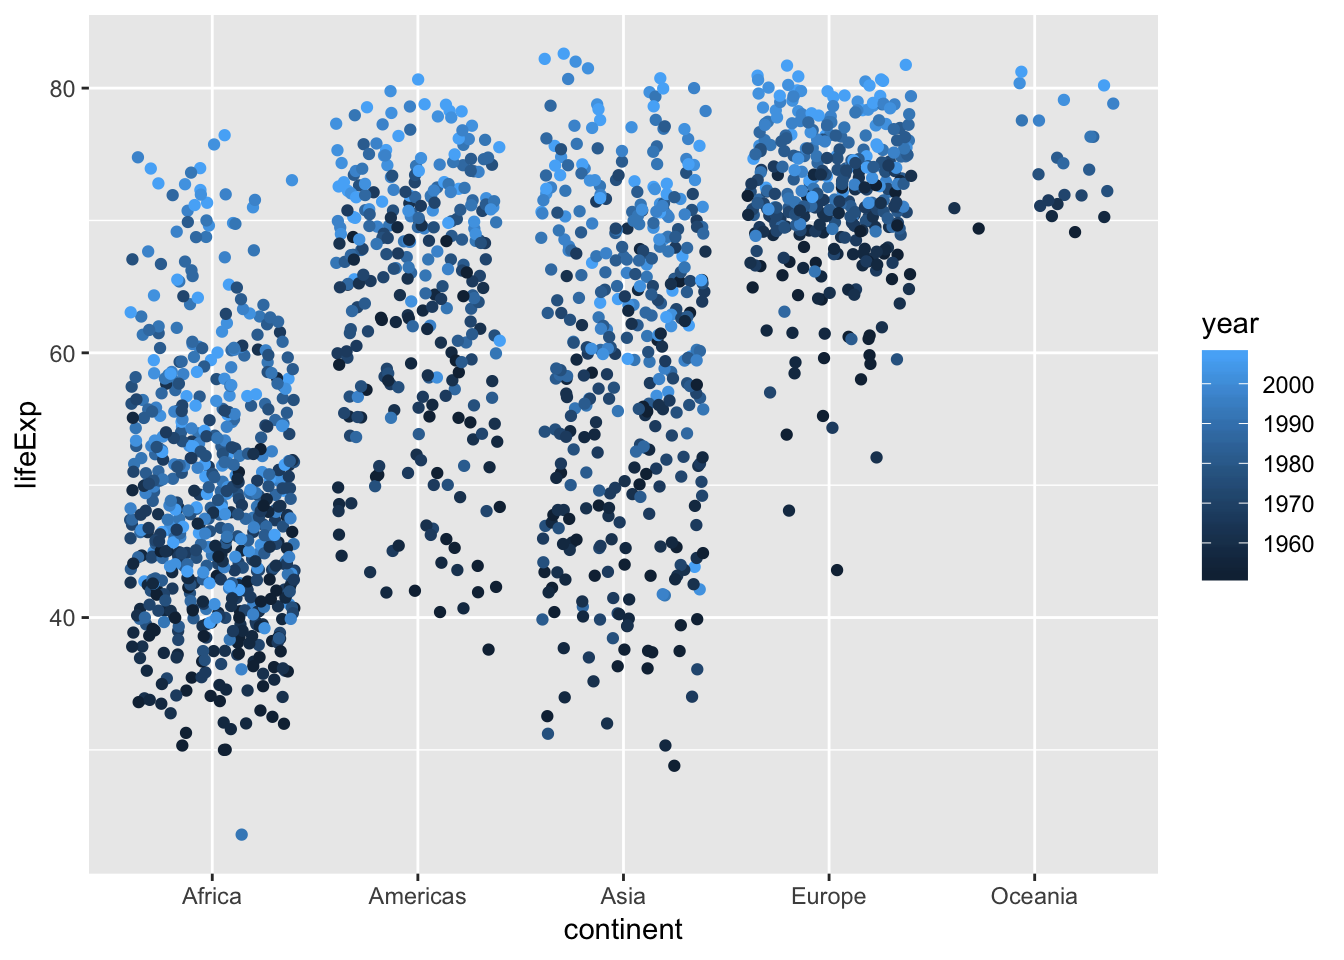 80
60
40
lifeExp
Africa
Americas
Asia
Europe
Oceania
continent
year
2000
1990
1980
1970
1960